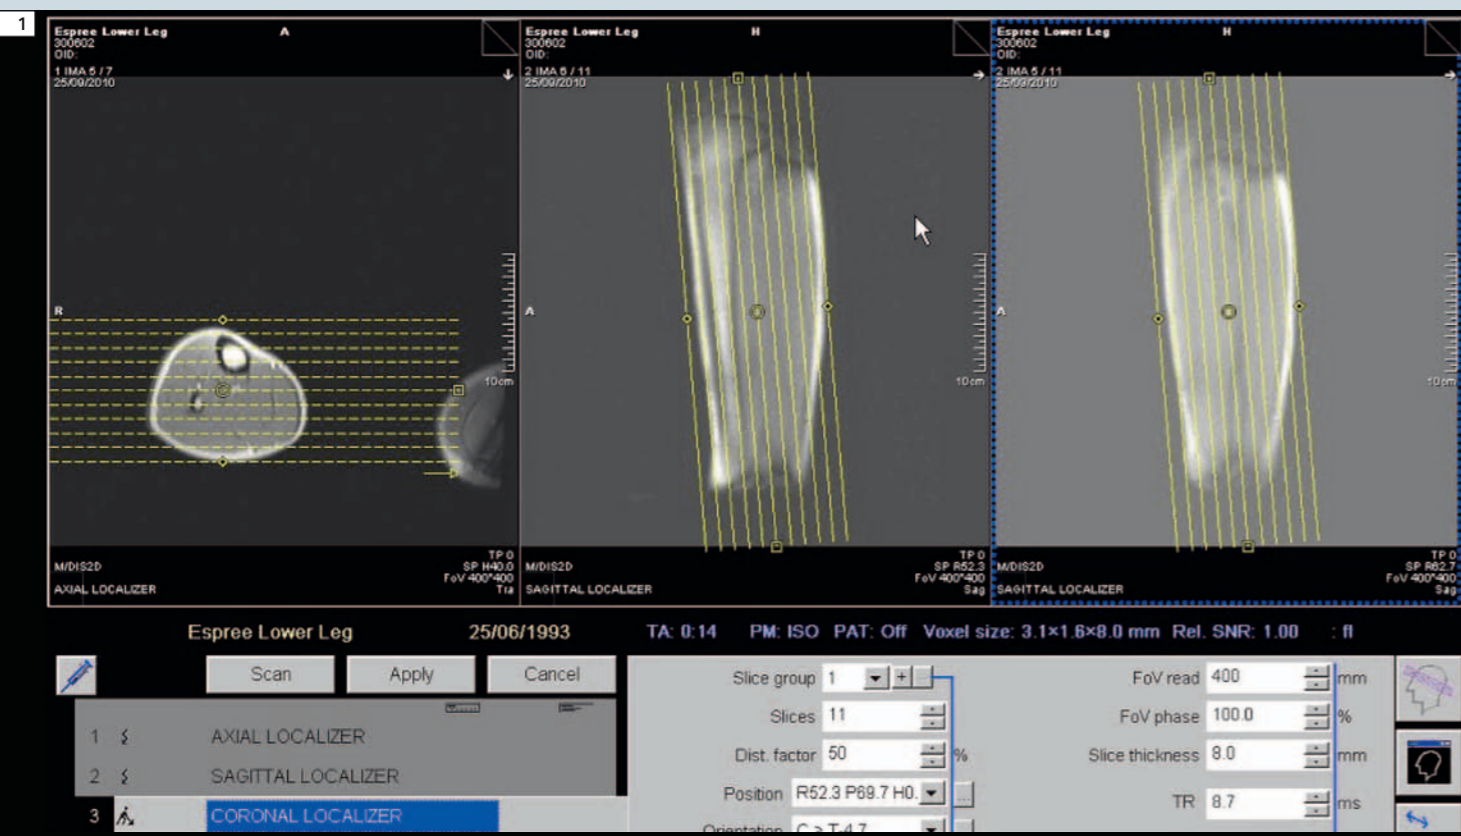 1
Espree Lower Leg
300602
OID:
1 IMA 6 / 7
25/09/2010
A
R
10cm
M/DIS2D
AXIAL LOCALIZER
TP 0
SP H40.0
FoV 400*400
Tra
Espree Lower Leg
300602
OID:
2 IMA 6 / 11
25/09/2010
H
A
10cm
M/DIS2D
SAGITTAL LOCALIZER
TP 0
SP R52.3
FoV 400*400
Sag
Espree Lower Leg
300602
OID:
2 IMA 6 / 11
25/09/2010
H
A
10cm
M/DIS2D
SAGITTAL LOCALIZER
TP 0
SP R62.7
FoV 400*400
Sag
Espree Lower Leg 25/06/1993 TA: 0:14 PM: ISO PAT: Off Voxel size: 3.1×1.6×8.0 mm Rel. SNR: 1.00 : fl
Scan Apply Cancel
1 AXIAL LOCALIZER
2 SAGITTAL LOCALIZER
3 CORONAL LOCALIZER
Slice group 1 +
Slices 11
Dist. factor 50 %
Position R52.3 P69.7 H0. ...
Orientation C > T-4.7
FoV read 400 mm
FoV phase 100.0 %
Slice thickness 8.0 mm
TR 8.7 ms